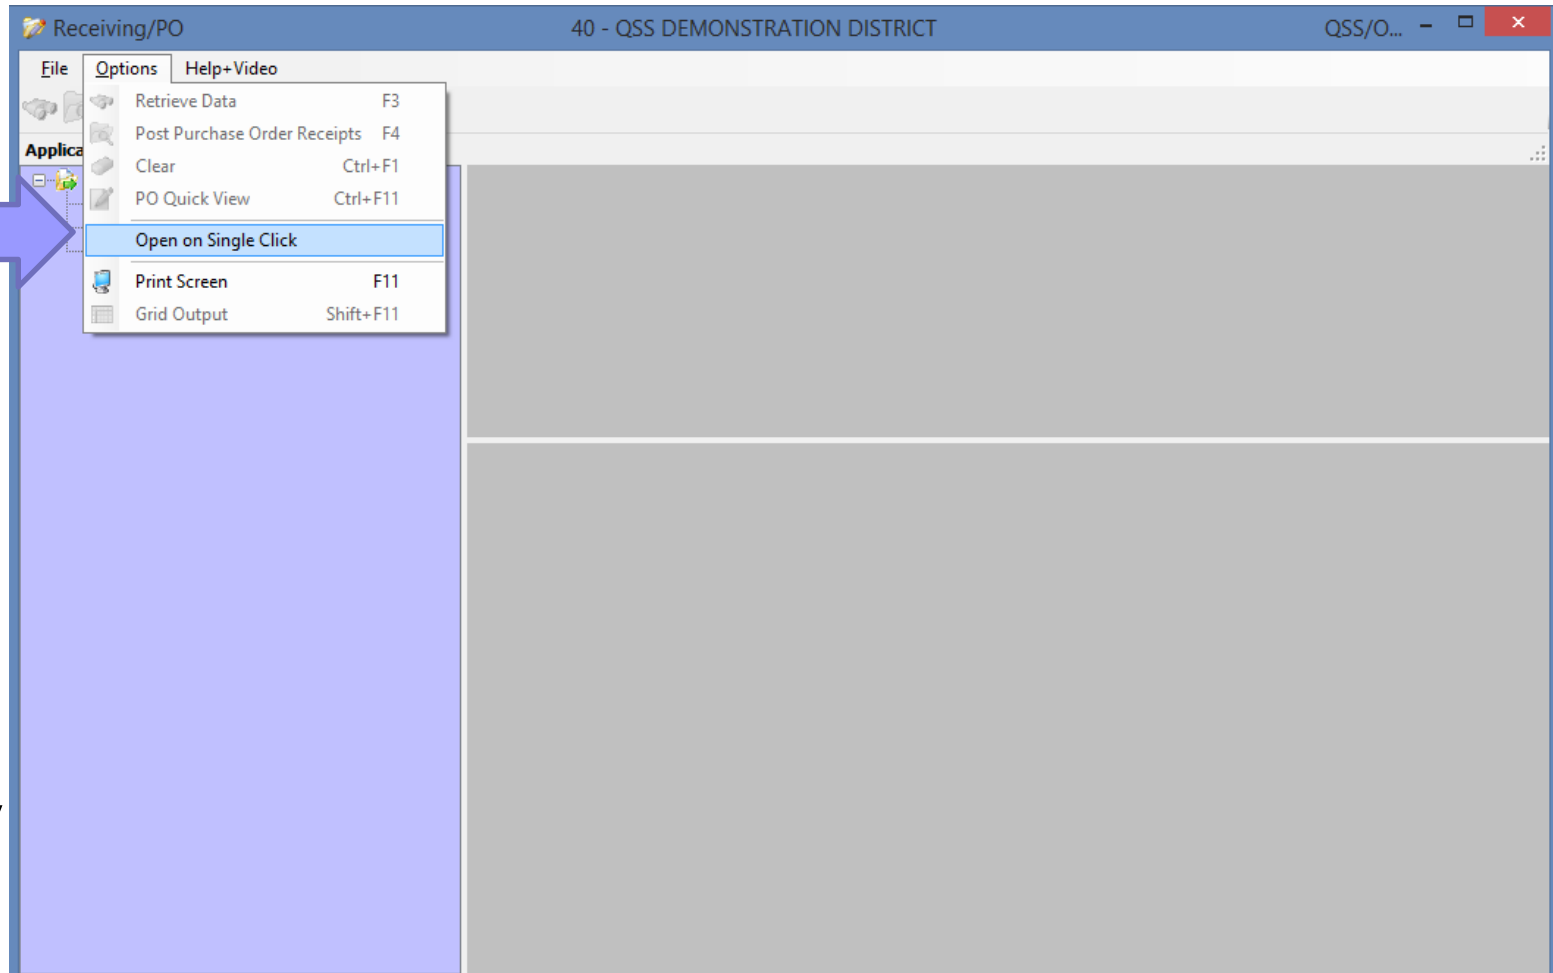 Receiving/PO 40 - QSS DEMONSTRATION DISTRICT QSS/O...
File Options Help+Video
Retrieve Data F3
Post Purchase Order Receipts F4
Applica
Clear Ctrl+F1
PO Quick View Ctrl+F11
Open on Single Click
Print Screen F11
Grid Output Shift+F11